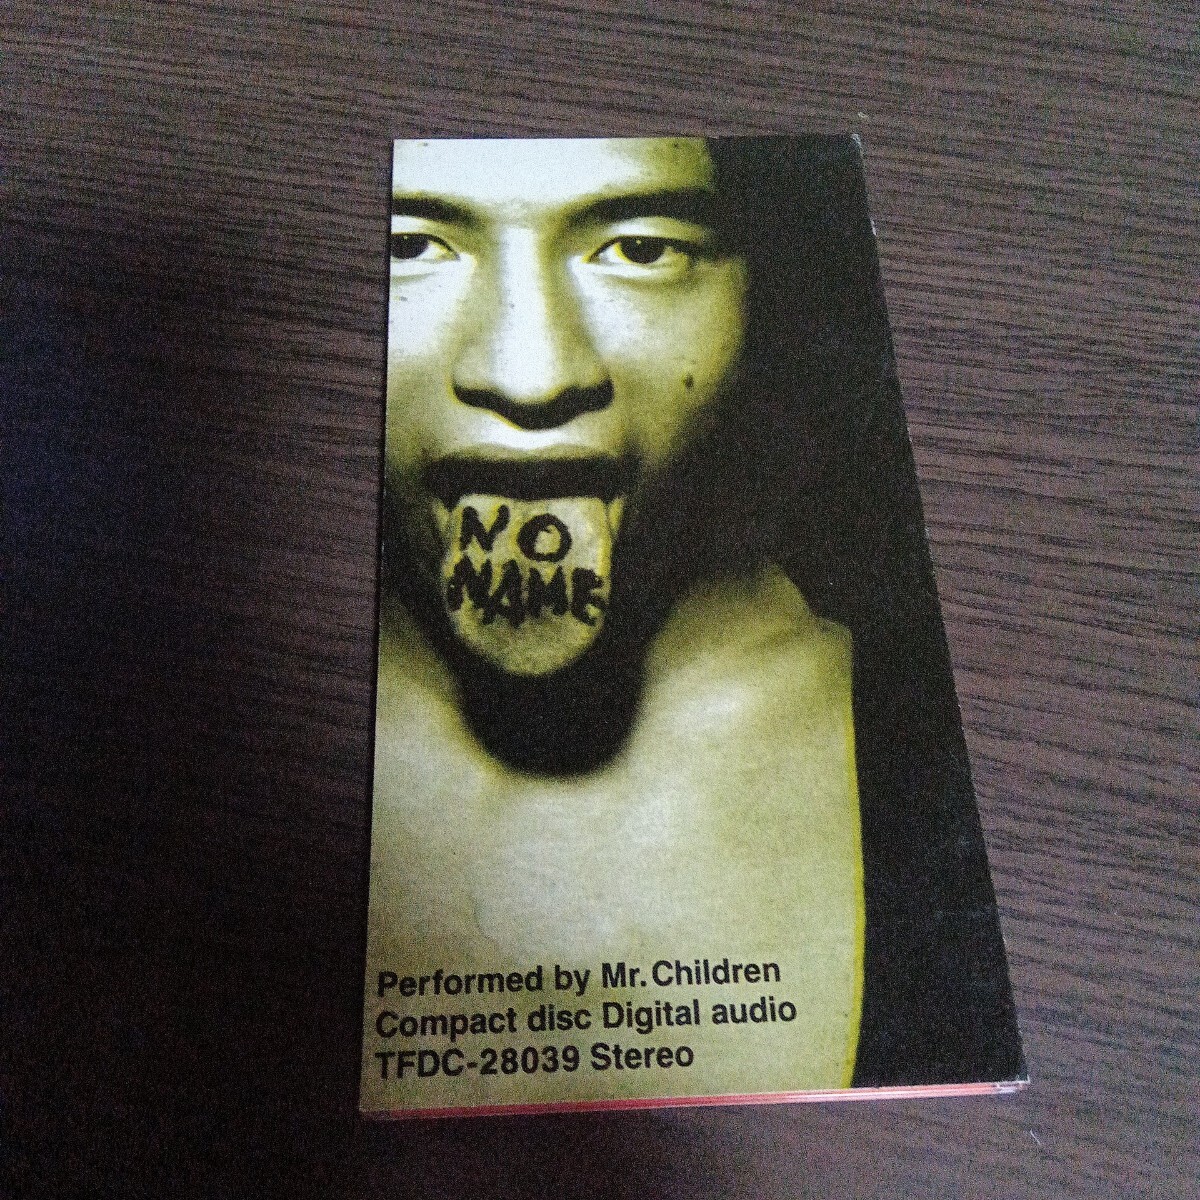 NO
NAME
Performed by Mr. Children
Compact disc Digital audio
TFDC-28039 Stereo